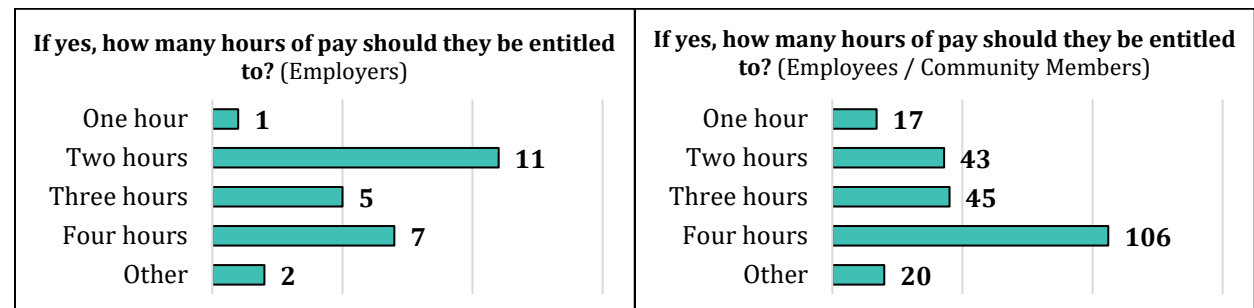 If yes, how many hours of pay should they be entitled
to? (Employers)
One hour 1
Two hours 11
Three hours 5
Four hours 7
Other 2
If yes, how many hours of pay should they be entitled
to? (Employees / Community Members)
One hour 17
Two hours 43
Three hours 45
Four hours 106
Other 20